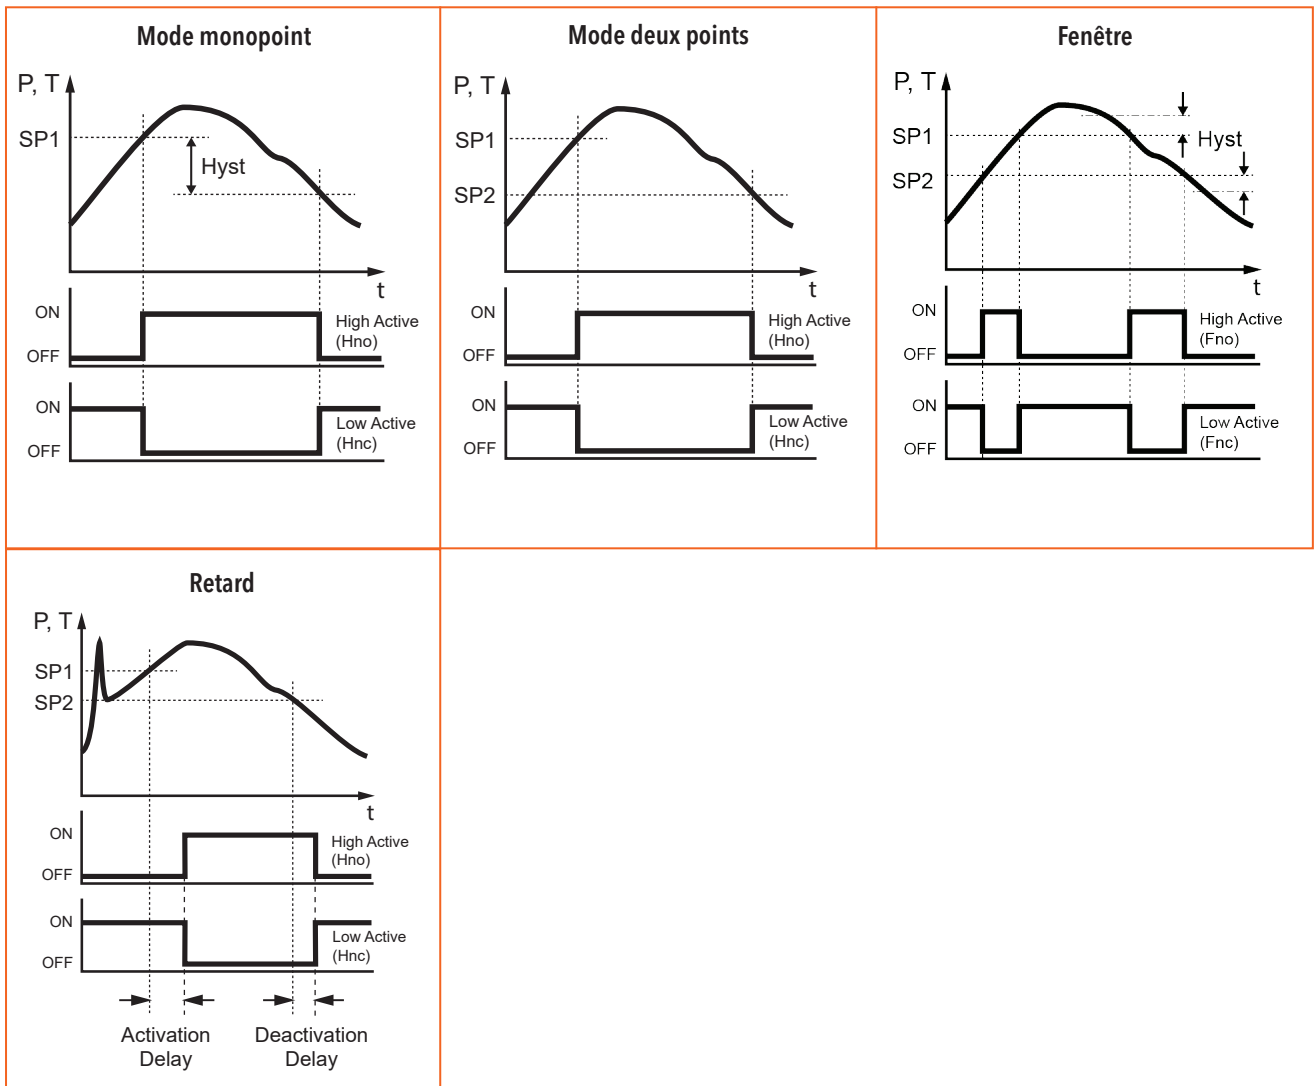 Mode monopoint
P, T
SP1
Hyst
t
ON
OFF
High Active
(Hno)
ON
OFF
Low Active
(Hnc)
Mode deux points
P, T
SP1
SP2
t
ON
OFF
High Active
(Hno)
ON
OFF
Low Active
(Hnc)
Fenêtre
P, T
SP1
Hyst
SP2
t
ON
OFF
High Active
(Fno)
ON
OFF
Low Active
(Fnc)
Retard
P, T
SP1
SP2
t
ON
OFF
High Active
(Hno)
ON
OFF
Low Active
(Hnc)
Activation
Delay
Deactivation
Delay